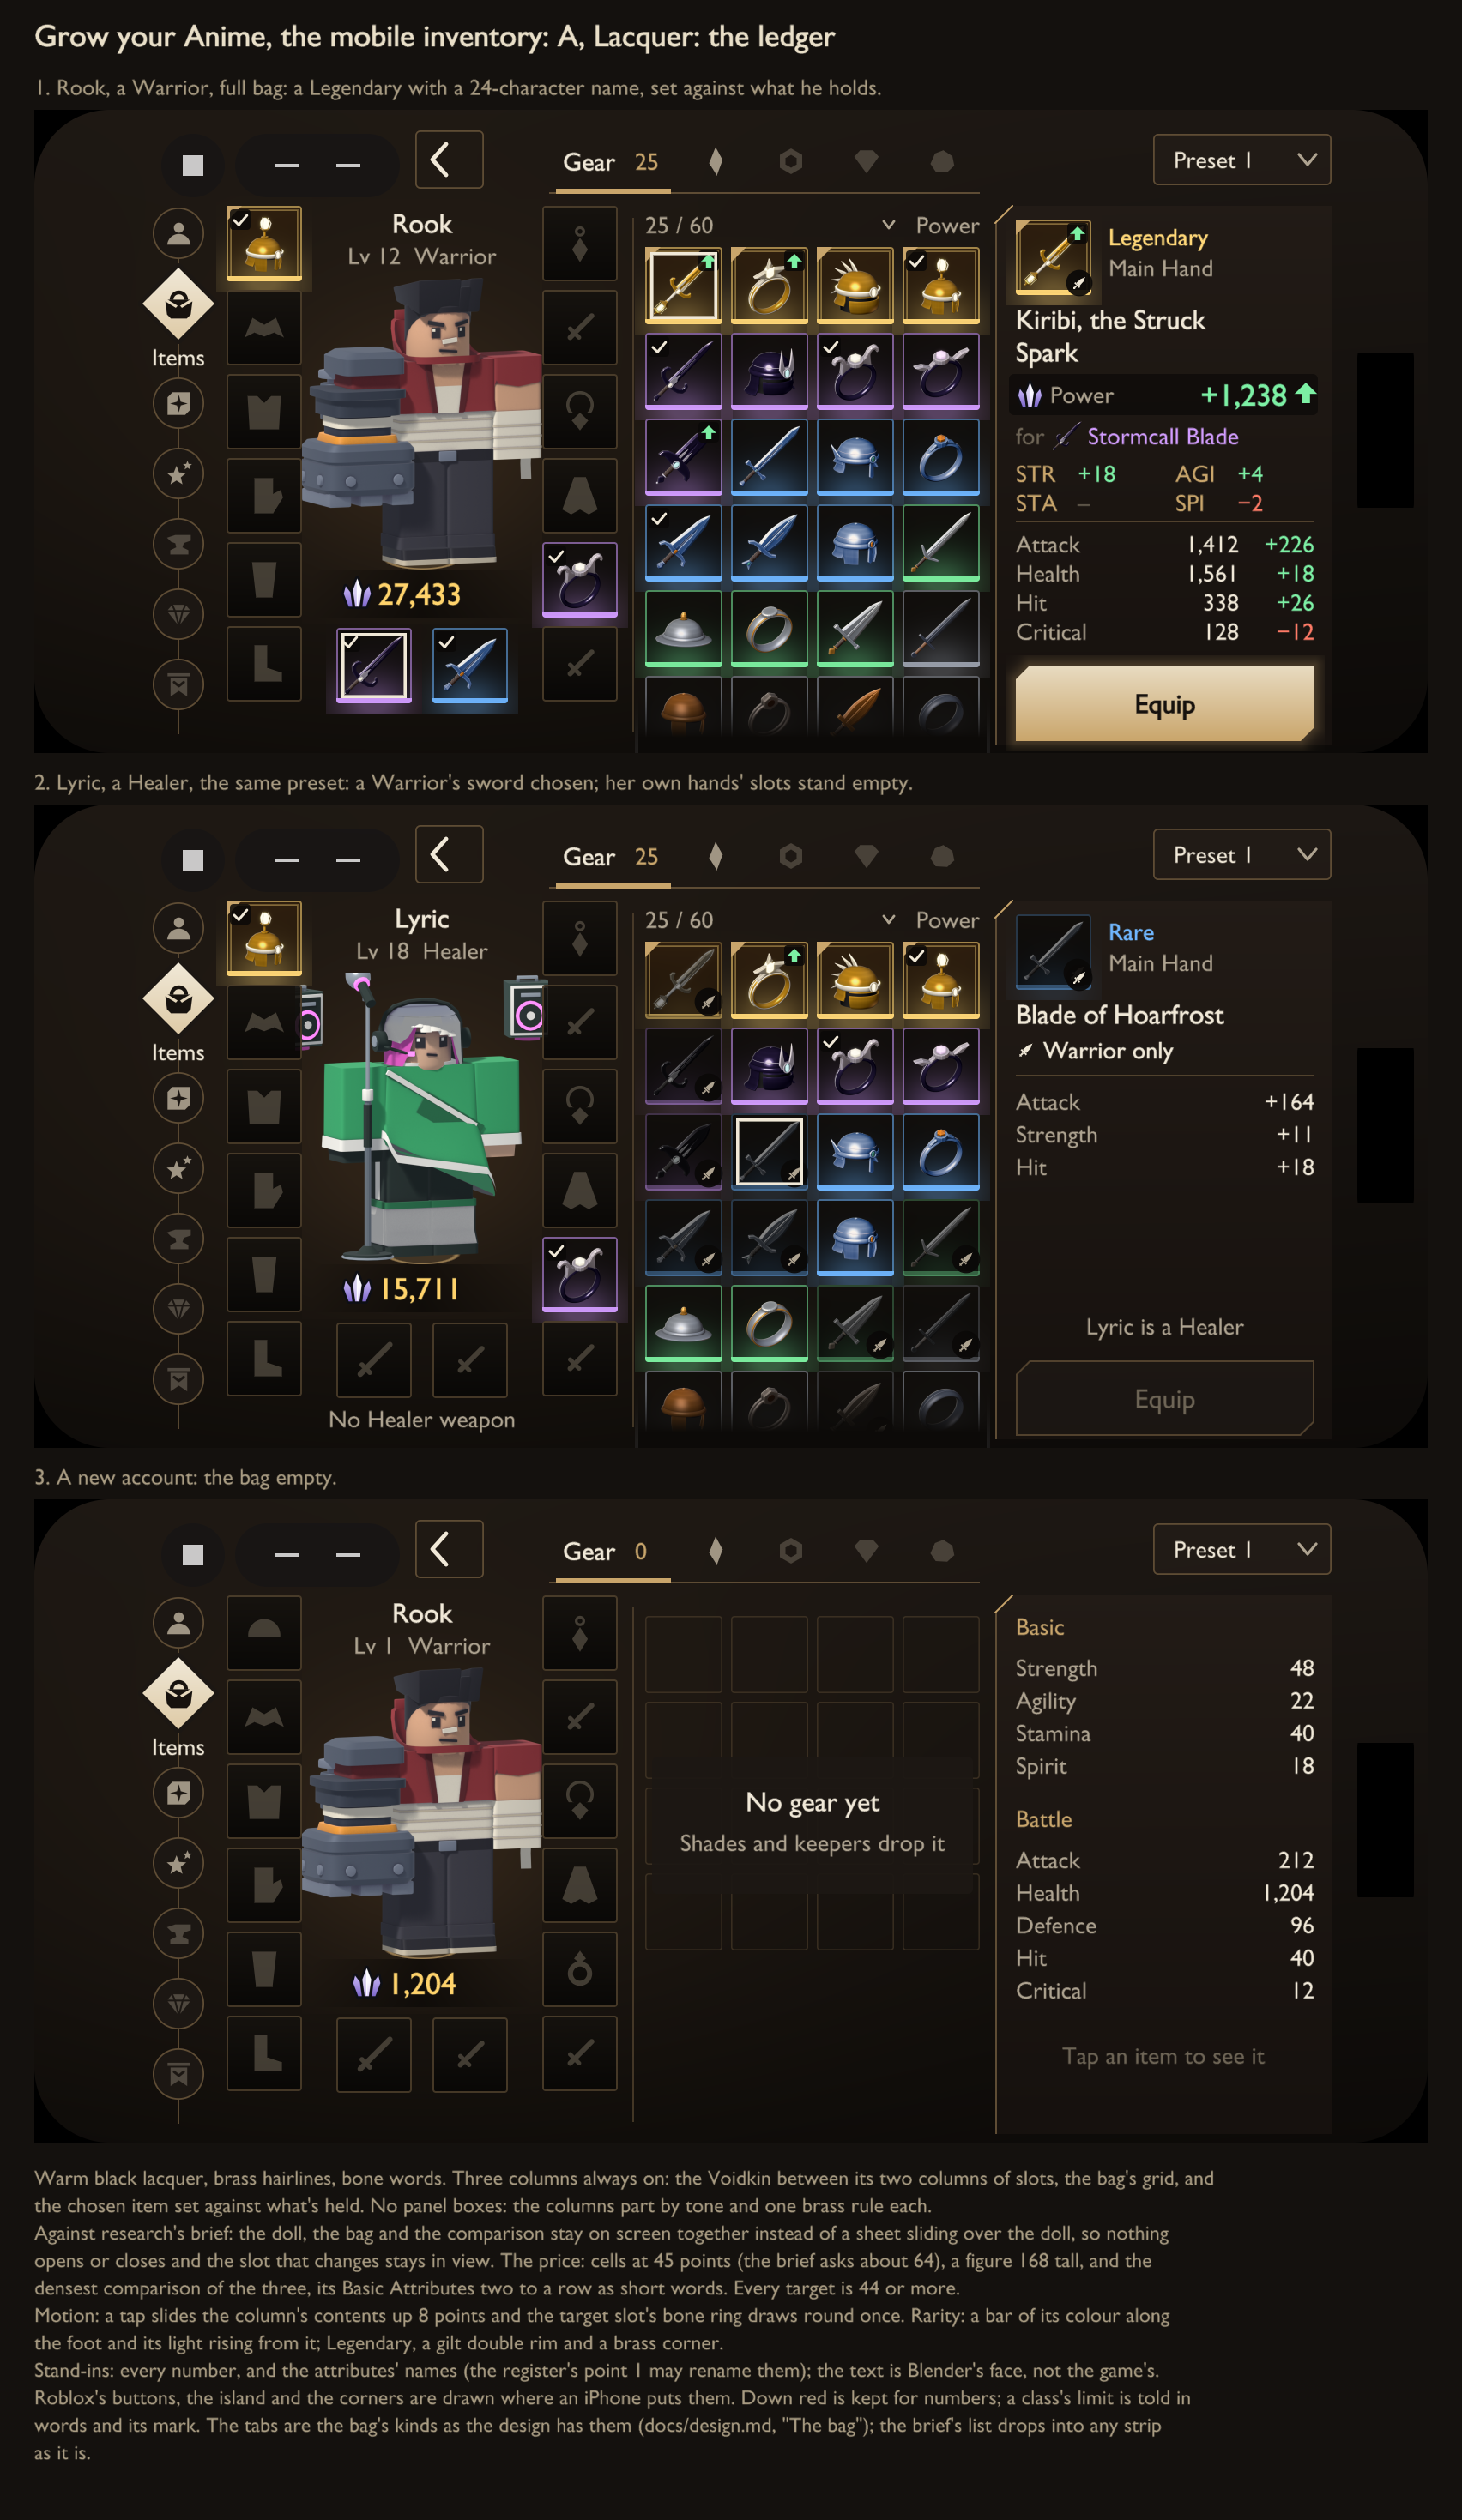 Grow your Anime, the mobile inventory: A, Lacquer: the ledger
1. Rook, a Warrior, full bag: a Legendary with a 24-character name, set against what he holds.
Gear 25
Preset 1
Rook
Lv 12 Warrior
Items
27,433
25 / 60
Power
Legendary
Main Hand
Kiribi, the Struck
Spark
Power +1,238
for Stormcall Blade
STR +18 AGI +4
STA – SPI −2
Attack 1,412 +226
Health 1,561 +18
Hit 338 +26
Critical 128 −12
Equip
2. Lyric, a Healer, the same preset: a Warrior's sword chosen; her own hands' slots stand empty.
Gear 25
Preset 1
Lyric
Lv 18 Healer
Items
15,711
No Healer weapon
25 / 60
Power
Rare
Main Hand
Blade of Hoarfrost
Warrior only
Attack +164
Strength +11
Hit +18
Lyric is a Healer
Equip
3. A new account: the bag empty.
Gear 0
Preset 1
Rook
Lv 1 Warrior
Items
1,204
No gear yet
Shades and keepers drop it
Basic
Strength 48
Agility 22
Stamina 40
Spirit 18
Battle
Attack 212
Health 1,204
Defence 96
Hit 40
Critical 12
Tap an item to see it
Warm black lacquer, brass hairlines, bone words. Three columns always on: the Voidkin between its two columns of slots, the bag's grid, and
the chosen item set against what's held. No panel boxes: the columns part by tone and one brass rule each.
Against research's brief: the doll, the bag and the comparison stay on screen together instead of a sheet sliding over the doll, so nothing
opens or closes and the slot that changes stays in view. The price: cells at 45 points (the brief asks about 64), a figure 168 tall, and the
densest comparison of the three, its Basic Attributes two to a row as short words. Every target is 44 or more.
Motion: a tap slides the column's contents up 8 points and the target slot's bone ring draws round once. Rarity: a bar of its colour along
the foot and its light rising from it; Legendary, a gilt double rim and a brass corner.
Stand-ins: every number, and the attributes' names (the register's point 1 may rename them); the text is Blender's face, not the game's.
Roblox's buttons, the island and the corners are drawn where an iPhone puts them. Down red is kept for numbers; a class's limit is told in
words and its mark. The tabs are the bag's kinds as the design has them (docs/design.md, "The bag"); the brief's list drops into any strip
as it is.